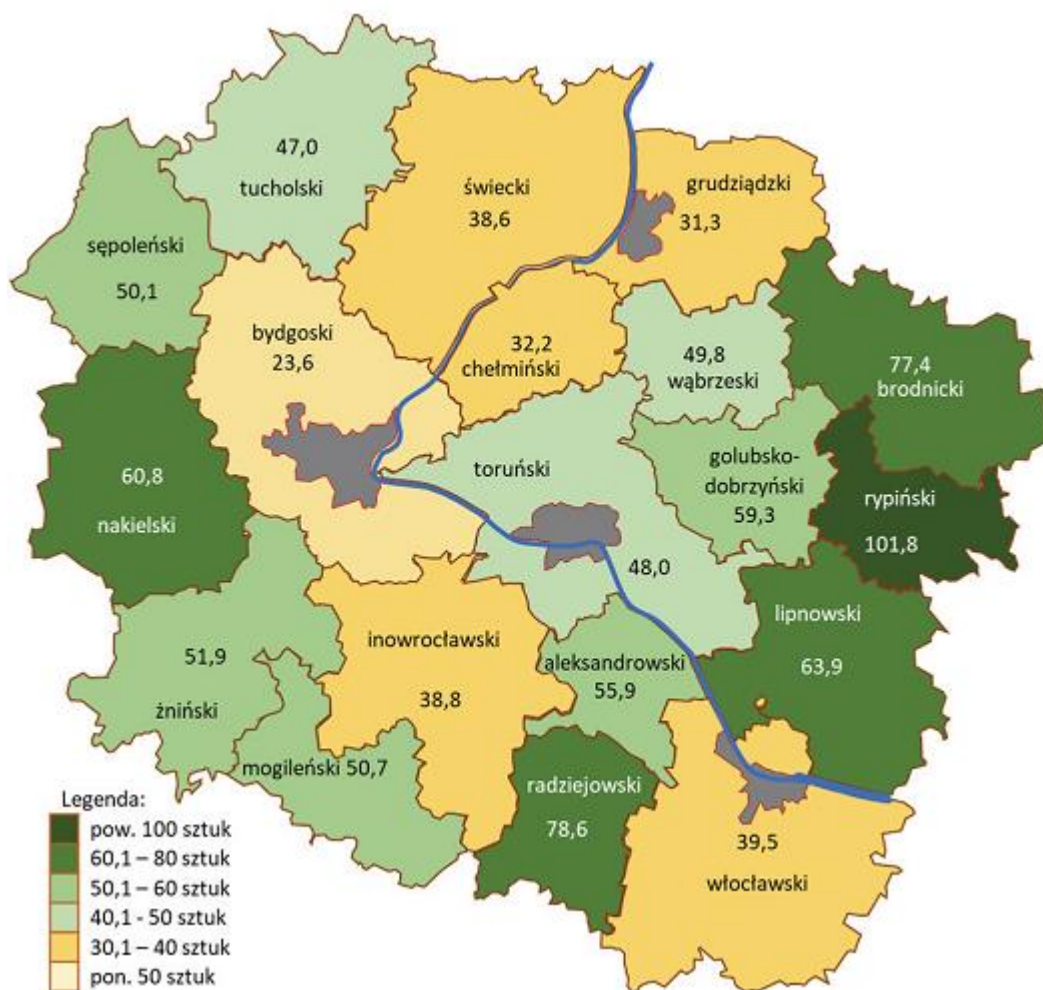 47,0
tucholski
świecki
38,6
grudziądzki
31,3
sępoleński
50,1
bydgoski
23,6
32,2
chełmiński
49,8
wąbrzeski
77,4
brodnicki
60,8
nakielski
toruński
48,0
golubsko-
dobrzyński
59,3
rypiński
101,8
lipnowski
63,9
inowrocławski
38,8
aleksandrowski
55,9
51,9
żniński
mogileński 50,7
radziejowski
78,6
39,5
włocławski
Legenda:
pow. 100 sztuk
60,1 – 80 sztuk
50,1 – 60 sztuk
40,1 - 50 sztuk
30,1 – 40 sztuk
pon. 50 sztuk